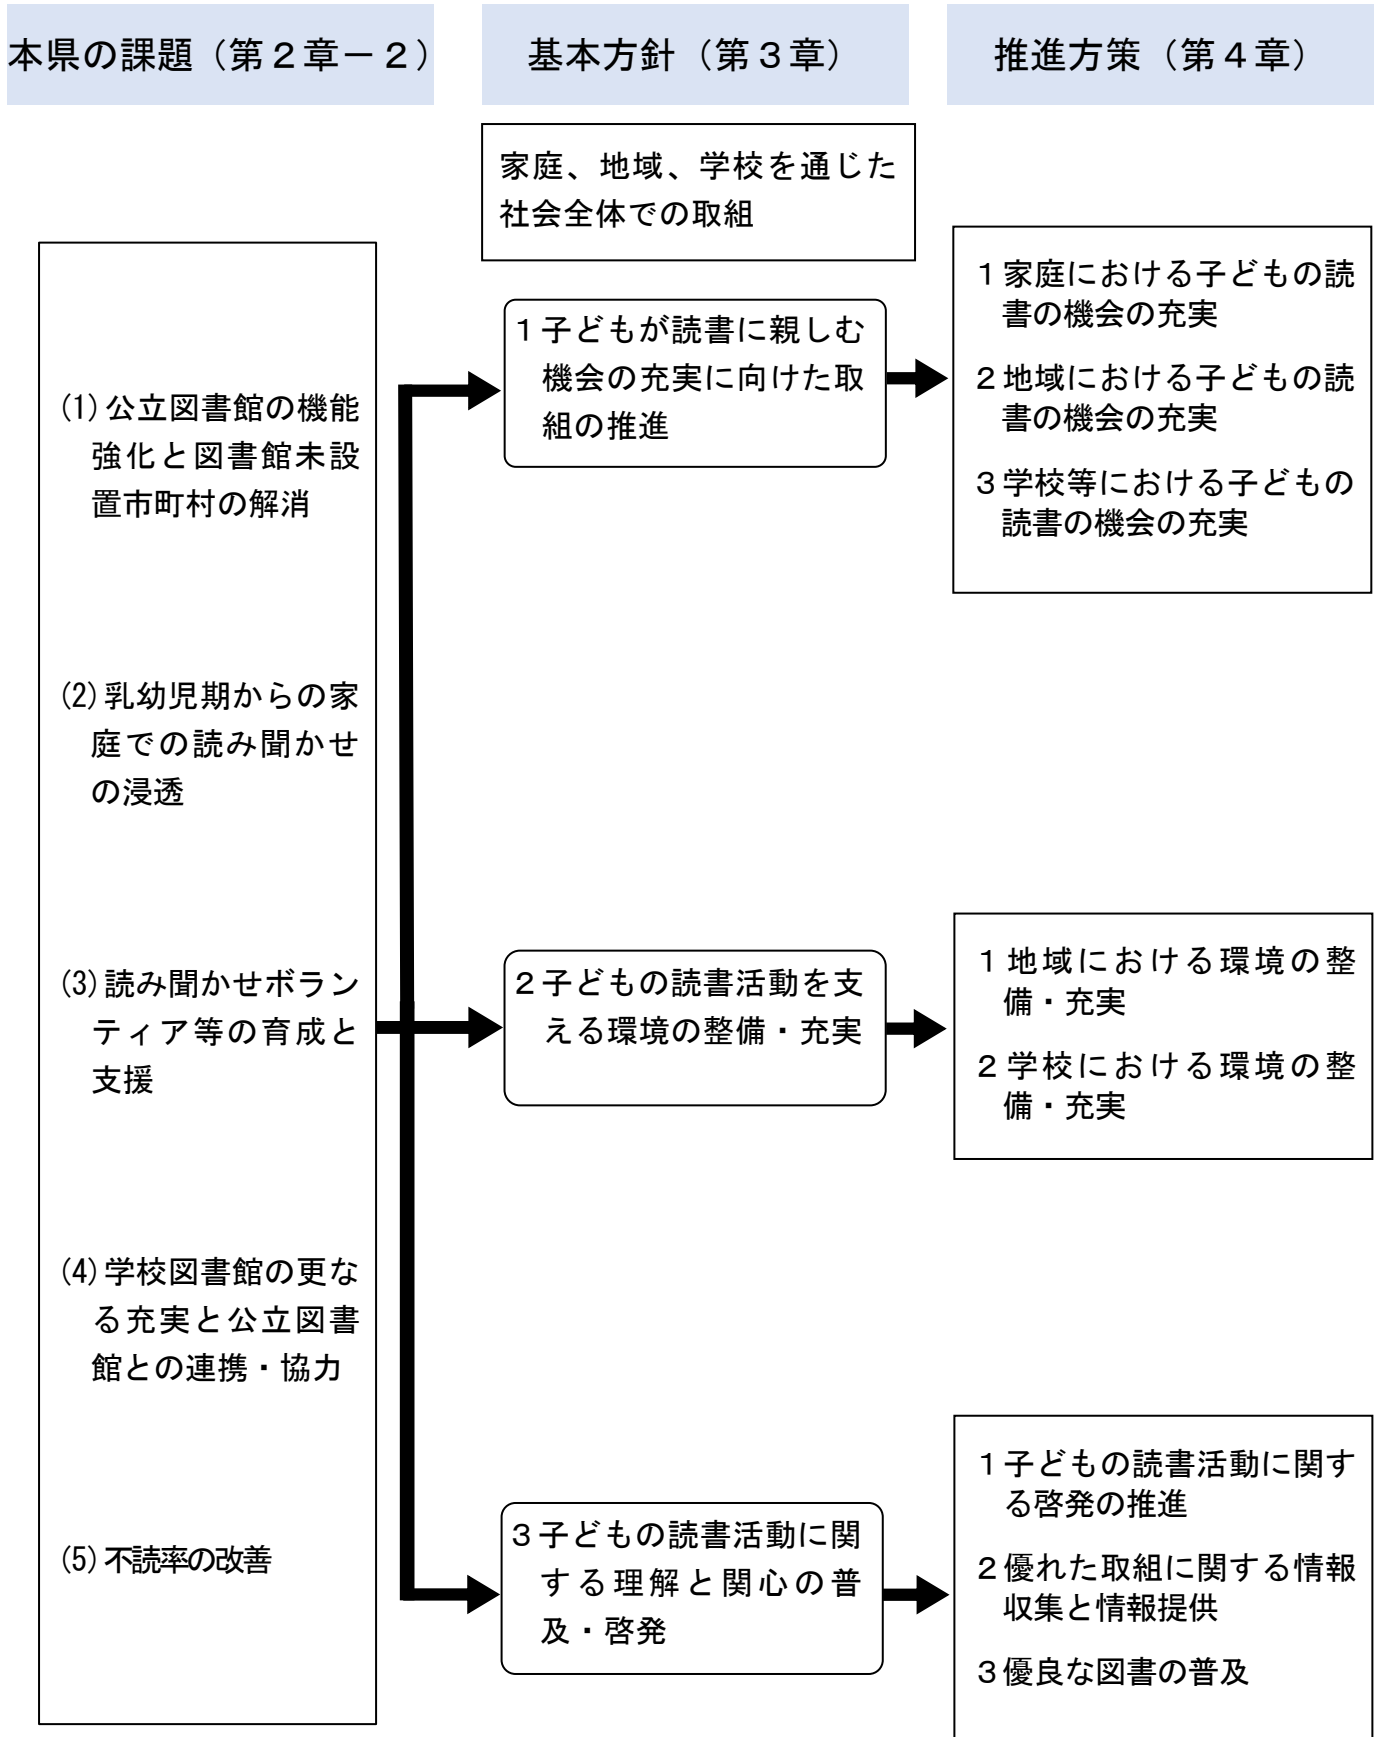 本県の課題（第２章－２）
基本方針（第３章）
推進方策（第４章）
家庭、地域、学校を通じた
社会全体での取組
(1)公立図書館の機能
強化と図書館未設
置市町村の解消
(2)乳幼児期からの家
庭での読み聞かせ
の浸透
(3)読み聞かせボラン
ティア等の育成と
支援
(4)学校図書館の更な
る充実と公立図書
館との連携・協力
(5)不読率の改善
１子どもが読書に親しむ
機会の充実に向けた取
組の推進
２子どもの読書活動を支
える環境の整備・充実
３子どもの読書活動に関
する理解と関心の普
及・啓発
１家庭における子どもの読
書の機会の充実
２地域における子どもの読
書の機会の充実
３学校等における子どもの
読書の機会の充実
１地域における環境の整
備・充実
２学校における環境の整
備・充実
１子どもの読書活動に関す
る啓発の推進
２優れた取組に関する情報
収集と情報提供
３優良な図書の普及